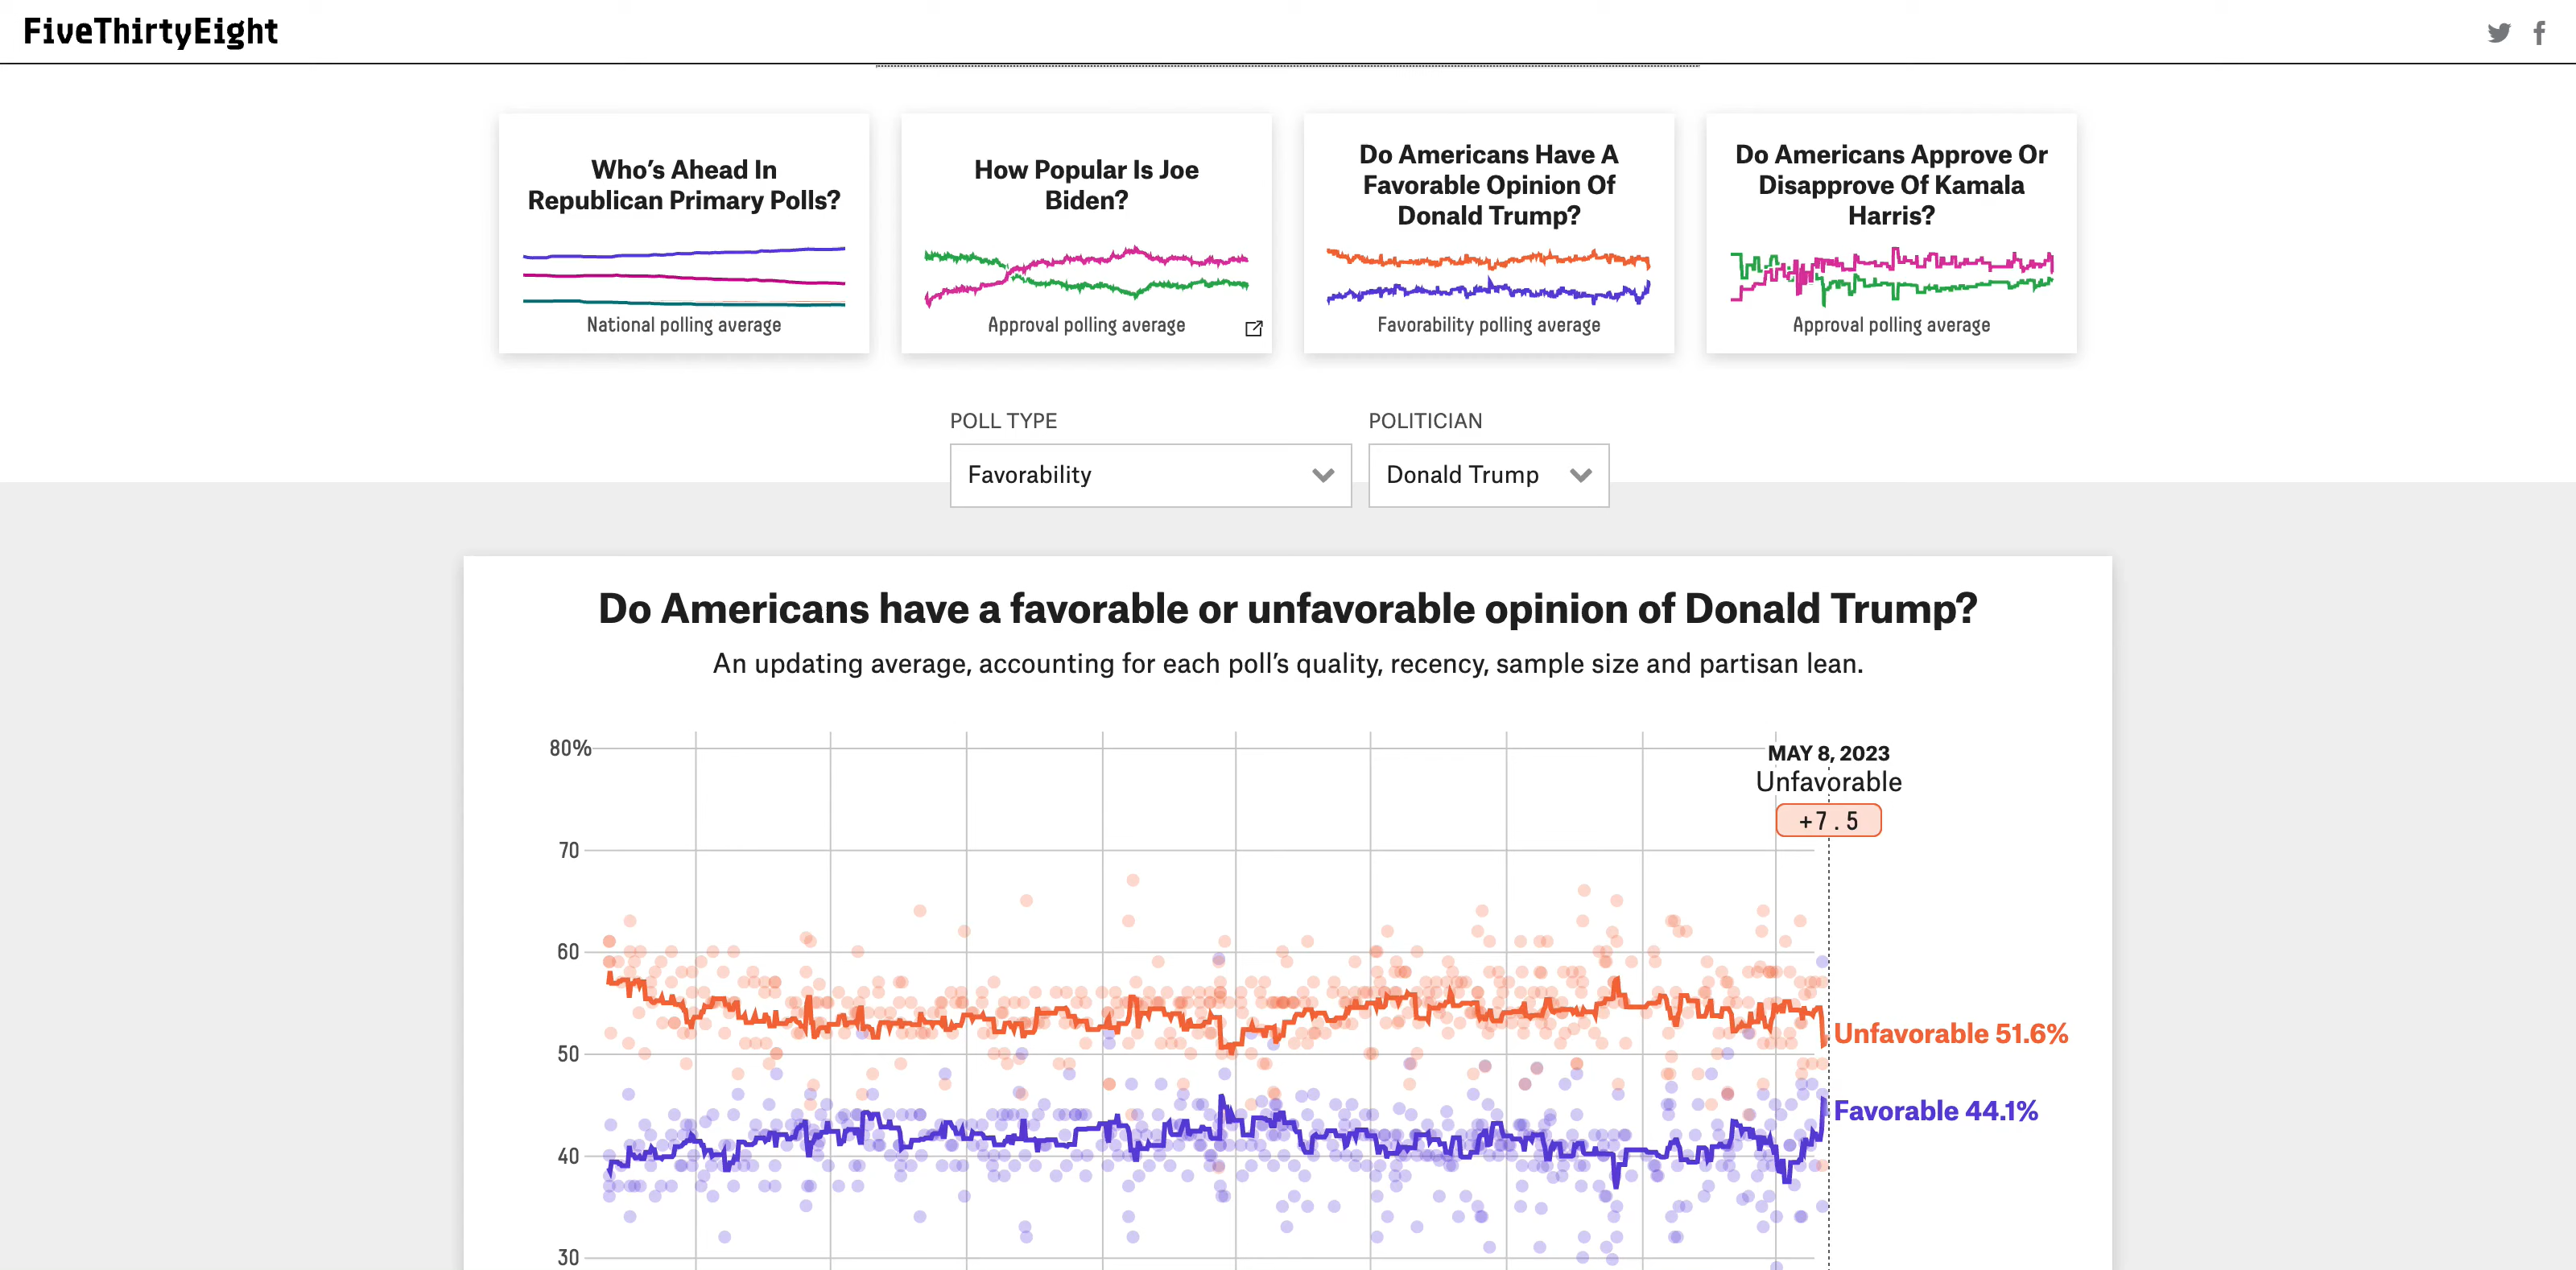 FiveThirtyEight
Who’s Ahead In
Republican Primary Polls?
National polling average
How Popular Is Joe
Biden?
Approval polling average
Do Americans Have A
Favorable Opinion Of
Donald Trump?
Favorability polling average
Do Americans Approve Or
Disapprove Of Kamala
Harris?
Approval polling average
POLL TYPE
Favorability
POLITICIAN
Donald Trump
Do Americans have a favorable or unfavorable opinion of Donald Trump?
An updating average, accounting for each poll’s quality, recency, sample size and partisan lean.
80%
MAY 8, 2023
Unfavorable
+7.5
70
60
50
Unfavorable 51.6%
Favorable 44.1%
40
30